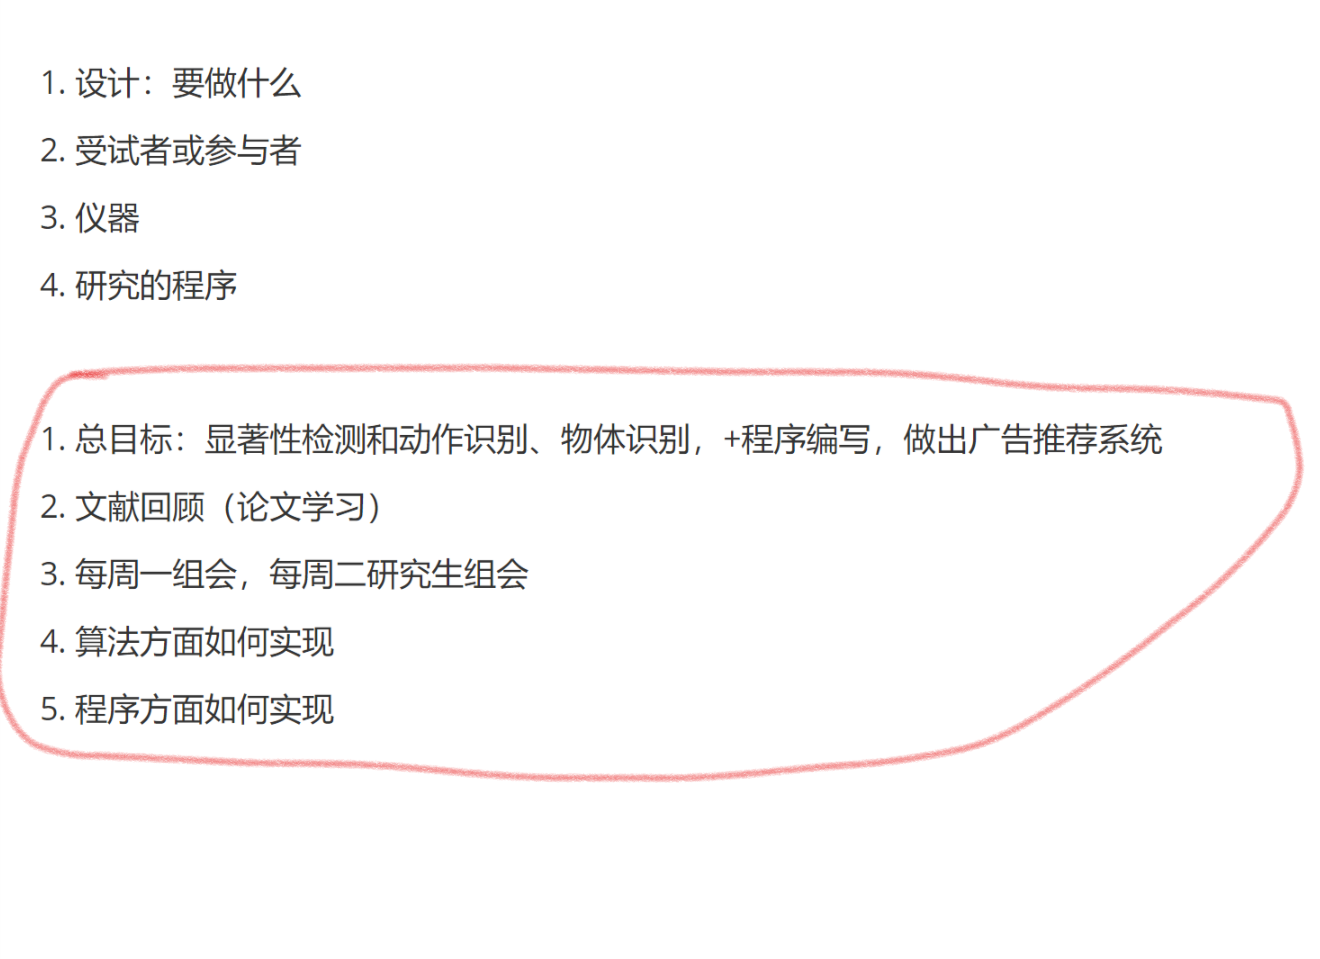 1. 设计：要做什么
2. 受试者或参与者
3. 仪器
4. 研究的程序
1. 总目标：显著性检测和动作识别、物体识别，+程序编写，做出广告推荐系统
2. 文献回顾（论文学习）
3. 每周一组会，每周二研究生组会
4. 算法方面如何实现
5. 程序方面如何实现